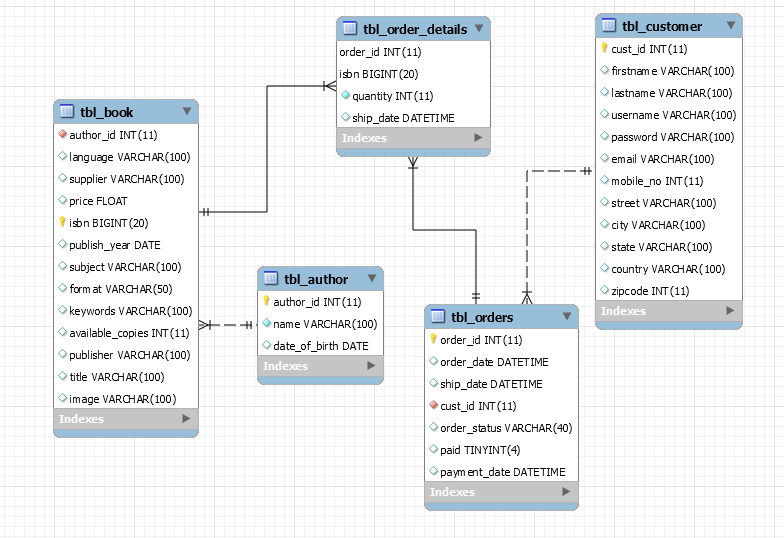 tbl_order_details
order_id INT(11)
isbn BIGINT(20)
quantity INT(11)
ship_date DATETIME
Indexes
tbl_customer
cust_id INT(11)
firstname VARCHAR(100)
lastname VARCHAR(100)
username VARCHAR(100)
password VARCHAR(100)
email VARCHAR(100)
mobile_no INT(11)
street VARCHAR(100)
city VARCHAR(100)
state VARCHAR(100)
country VARCHAR(100)
zipcode INT(11)
Indexes
tbl_book
author_id INT(11)
language VARCHAR(100)
supplier VARCHAR(100)
price FLOAT
isbn BIGINT(20)
publish_year DATE
subject VARCHAR(100)
format VARCHAR(50)
keywords VARCHAR(100)
available_copies INT(11)
publisher VARCHAR(100)
title VARCHAR(100)
image VARCHAR(100)
Indexes
tbl_author
author_id INT(11)
name VARCHAR(100)
date_of_birth DATE
Indexes
tbl_orders
order_id INT(11)
order_date DATETIME
ship_date DATETIME
cust_id INT(11)
order_status VARCHAR(40)
paid TINYINT(4)
payment_date DATETIME
Indexes